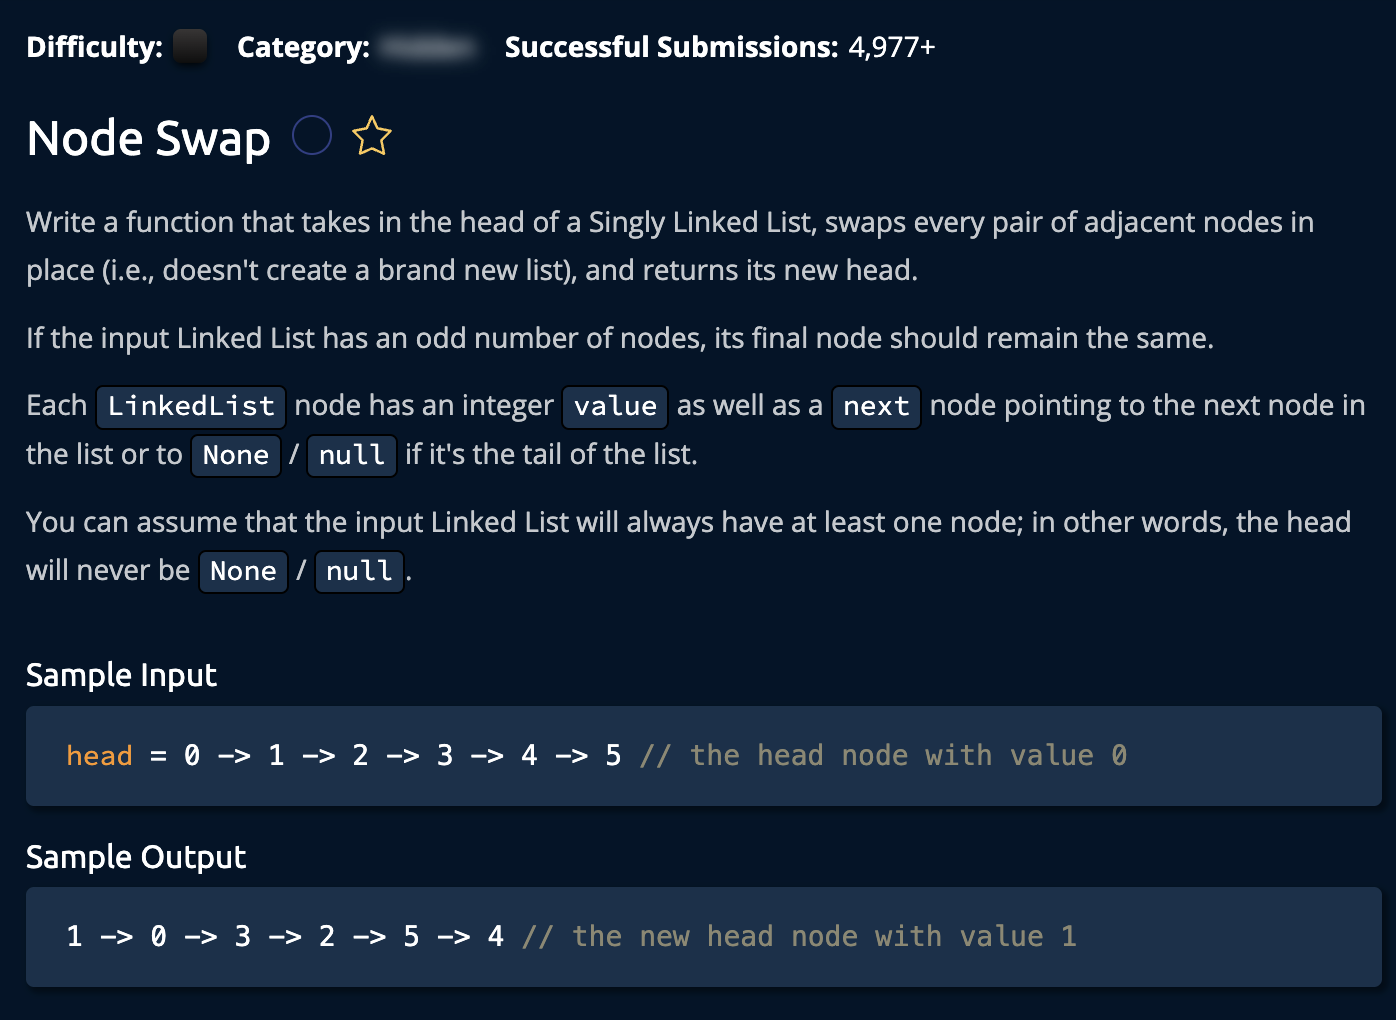 Difficulty: Category: Successful Submissions: 4,977+
Node Swap
Write a function that takes in the head of a Singly Linked List, swaps every pair of adjacent nodes in
place (i.e., doesn't create a brand new list), and returns its new head.
If the input Linked List has an odd number of nodes, its final node should remain the same.
Each LinkedList node has an integer value as well as a next node pointing to the next node in
the list or to None / null if it's the tail of the list.
You can assume that the input Linked List will always have at least one node; in other words, the head
will never be None / null .
Sample Input
head = 0 -> 1 -> 2 -> 3 -> 4 -> 5 // the head node with value 0
Sample Output
1 -> 0 -> 3 -> 2 -> 5 -> 4 // the new head node with value 1